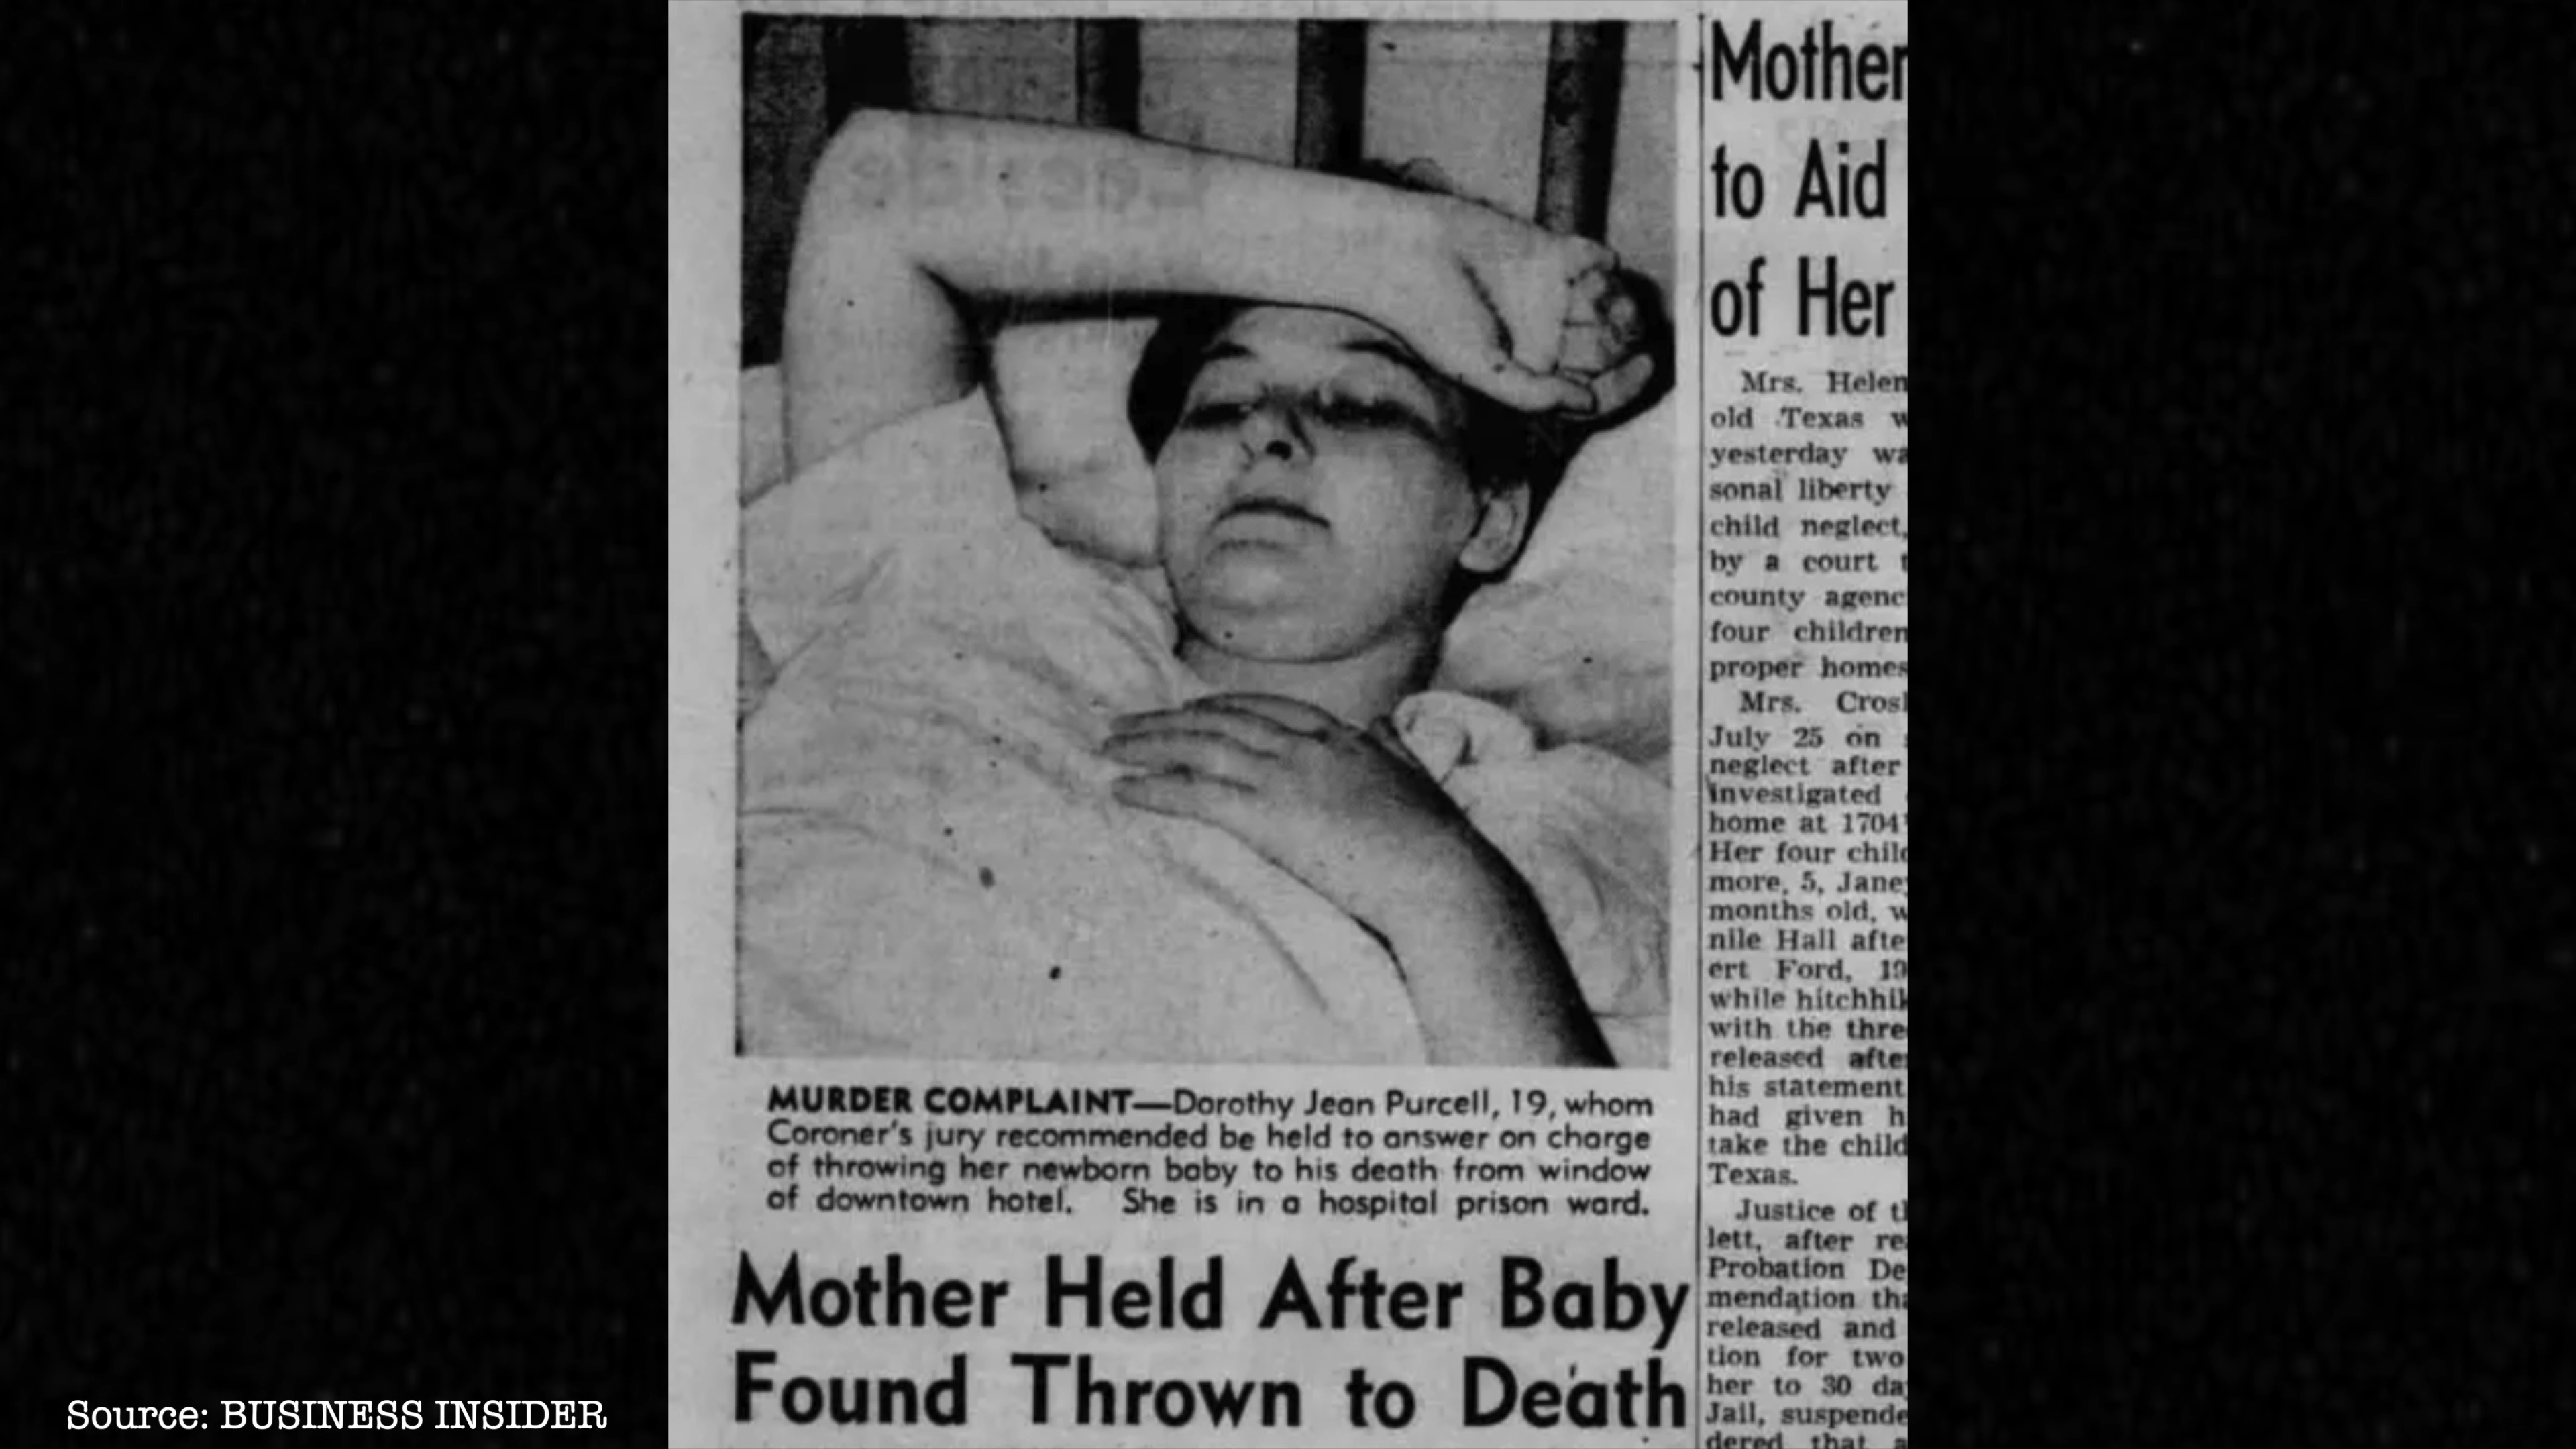 MURDER COMPLAINT—Dorothy Jean Purcell, 19, whom
Coroner's jury recommended be held to answer on charge
of throwing her newborn baby to his death from window
of downtown hotel. She is in a hospital prison ward.
Mother Held After Baby
Found Thrown to Death
Mother
to Aid
of Her
Mrs. Helen
old Texas
yesterday
sonal liberty
child neglect,
by a court
county
four children
proper homes
Mrs.
July 25 on
neglect after
investigated
home at 1704
Her four
more, 5,
months old,
nile Hall
ert Ford, 19
while
with the
released
his statement
had given
take the child
Texas.
Justice of
lett, after
Probation
mendation
released and
tion for two
her to 30
Jail,
dered that
Source: BUSINESS INSIDER